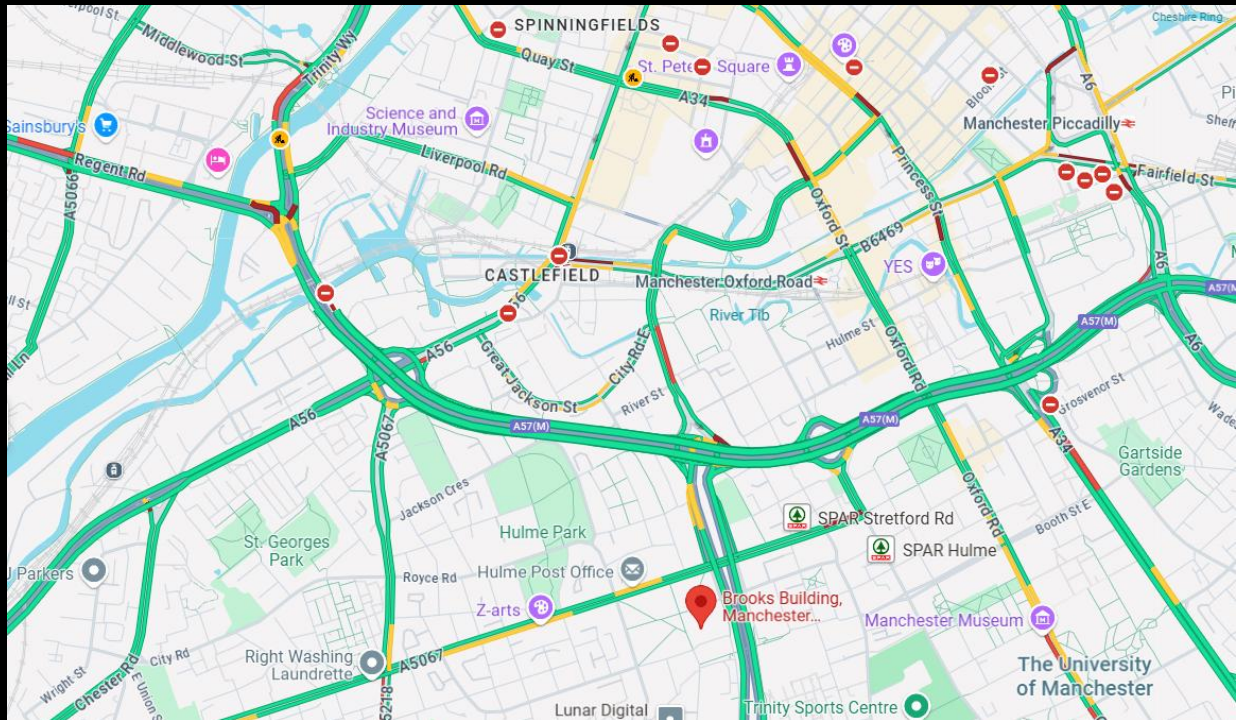 SPINNINGFIELDS
Cheshire Ring
Middlewood St
Trinity Wy
Quay St
St. Pete
Square
A34
A6
Sainsbury's
Science and
Industry Museum
Manchester Piccadilly
Regent Rd
Liverpool Rd
Princess St
Fairfield St
A5066
Oxford St
B6469
YES
CASTLEFIELD
Manchester Oxford Road
A6
A57(M)
River Tib
Hulme St
A57(M)
A56
Great Jackson St
City Rd E
River St
Oxford Rd
Grosvenor St
A6
A56
A5067
A57(M)
A57(M)
A34
Gartside
Gardens
Jackson Cres
Oxford Rd
Booth St E
SPAR Stretford Rd
SPAR Hulme
Hulme Park
St. Georges
Park
Parkers
Royce Rd
Hulme Post Office
Z-arts
Brooks Building,
Manchester...
Manchester Museum
City Rd
Right Washing
Laundrette
A5067
Wright St
Chester Rd
The University
of Manchester
Trinity Sports Centre
Lunar Digital